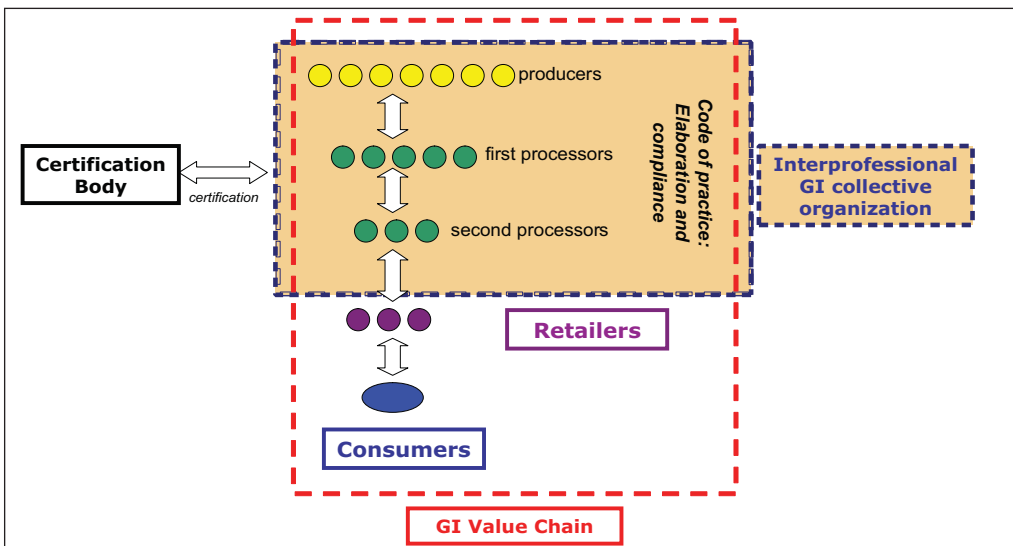 producers
Code of practice:
Elaboration and
compliance
first processors
Certification
Body
certification
Interprofessional
GI collective
organization
second processors
Retailers
Consumers
GI Value Chain